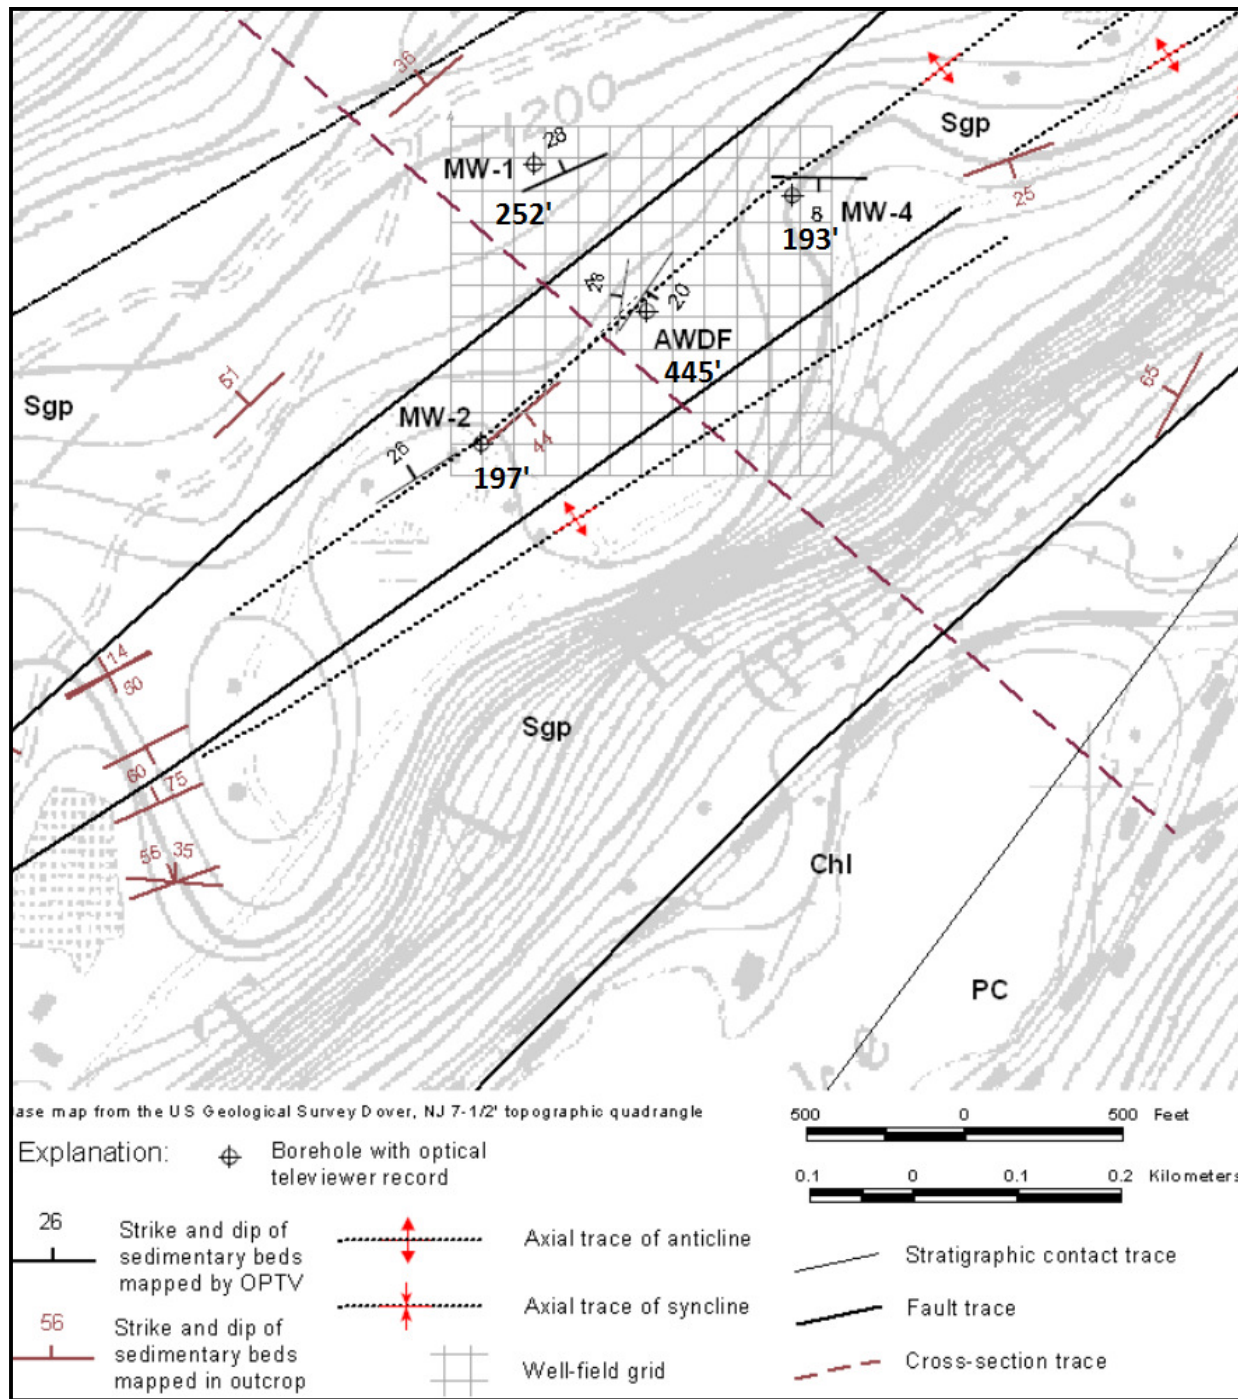 36
1200
Sgp
28
MW-1
252'
25
8
MW-4
193'
28
20
AWDF
445'
65
51
Sgp
MW-2
44
26
197'
14
50
Sgp
60
75
55
35
Chl
PC
ase map from the US Geological Survey Dover, NJ 7-1/2' topographic quadrangle
500 0 500 Feet
Explanation:
Borehole with optical
televiewer record
0.1 0 0.1 0.2 Kilometers
26
Strike and dip of
sedimentary beds
mapped by OPTV
Axial trace of anticline
Stratigraphic contact trace
56
Strike and dip of
sedimentary beds
mapped in outcrop
Axial trace of syncline
Fault trace
Well-field grid
Cross-section trace